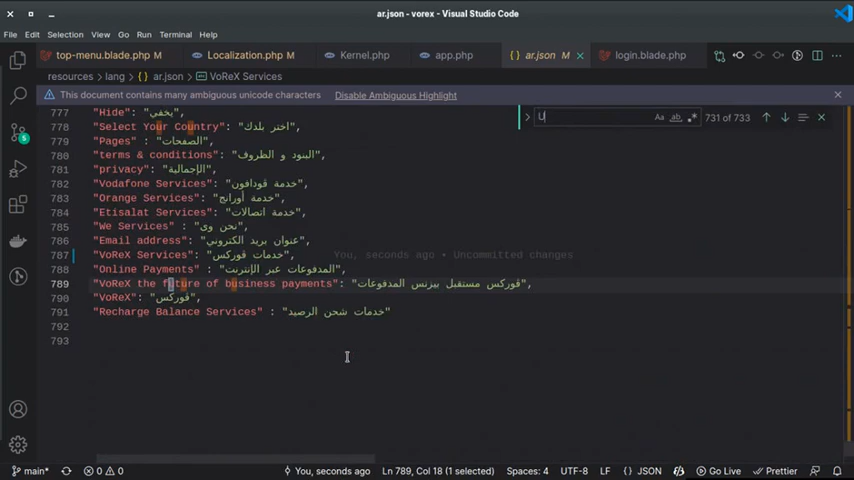 ar.json - vorex - Visual Studio Code
File Edit Selection View Go Run Terminal Help
top-menu.blade.php M Localization.php M Kernel.php app.php ar.json M login.blade.php
resources > lang > ar.json > VoReX Services
This document contains many ambiguous unicode characters Disable Ambiguous Highlight
U 731 of 733
777 "Hide": "يخفي",
778 "Select Your Country": "اختر بلدك",
779 "Pages" : "الصفحات",
780 "terms & conditions": "البنود و الظروف",
781 "privacy": "الإجمالية",
782 "Vodafone Services": "خدمة ڤودافون",
783 "Orange Services": "خدمة أورانج",
784 "Etisalat Services": "خدمة اتصالات",
785 "We Services" : "نحن وى",
786 "Email address": "عنوان بريد الكتروني",
787 "VoReX Services": "خدمات ڤوركس", You, seconds ago • Uncommitted changes
788 "Online Payments" : "المدفوعات عبر الإنترنت",
789 "VoReX the future of business payments": "ڤوركس مستقبل بيزنس المدفوعات",
790 "VoReX": "ڤوركس",
791 "Recharge Balance Services" : "خدمات شحن الرصيد"
792
793
main* 0 0 You, seconds ago Ln 789, Col 18 (1 selected) Spaces: 4 UTF-8 LF {} JSON Go Live Prettier